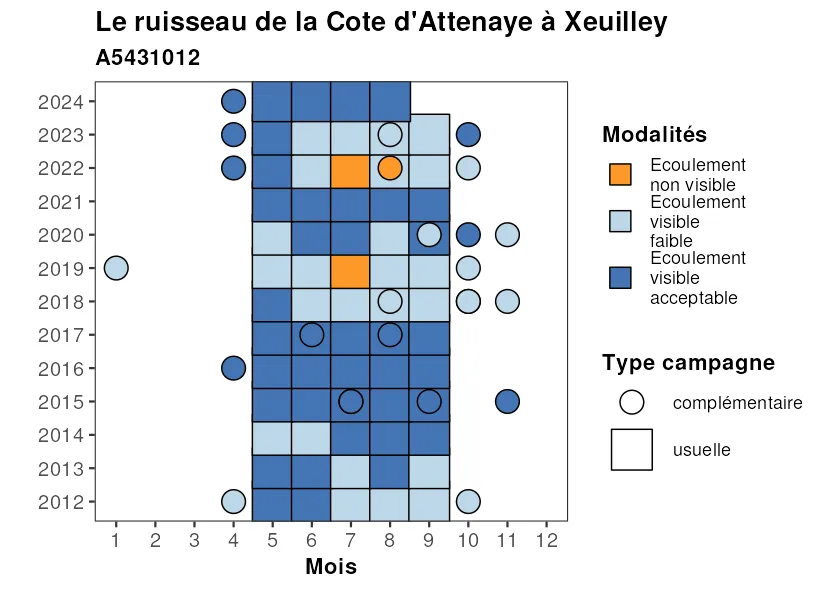 Le ruisseau de la Cote d'Attenaye à Xeuilley
A5431012
2024
2023
2022
2021
2020
2019
2018
2017
2016
2015
2014
2013
2012
1 2 3 4 5 6 7 8 9 10 11 12
Mois
Modalités
Ecoulement
non visible
Ecoulement
visible
faible
Ecoulement
visible
acceptable
Type campagne
complémentaire
usuelle